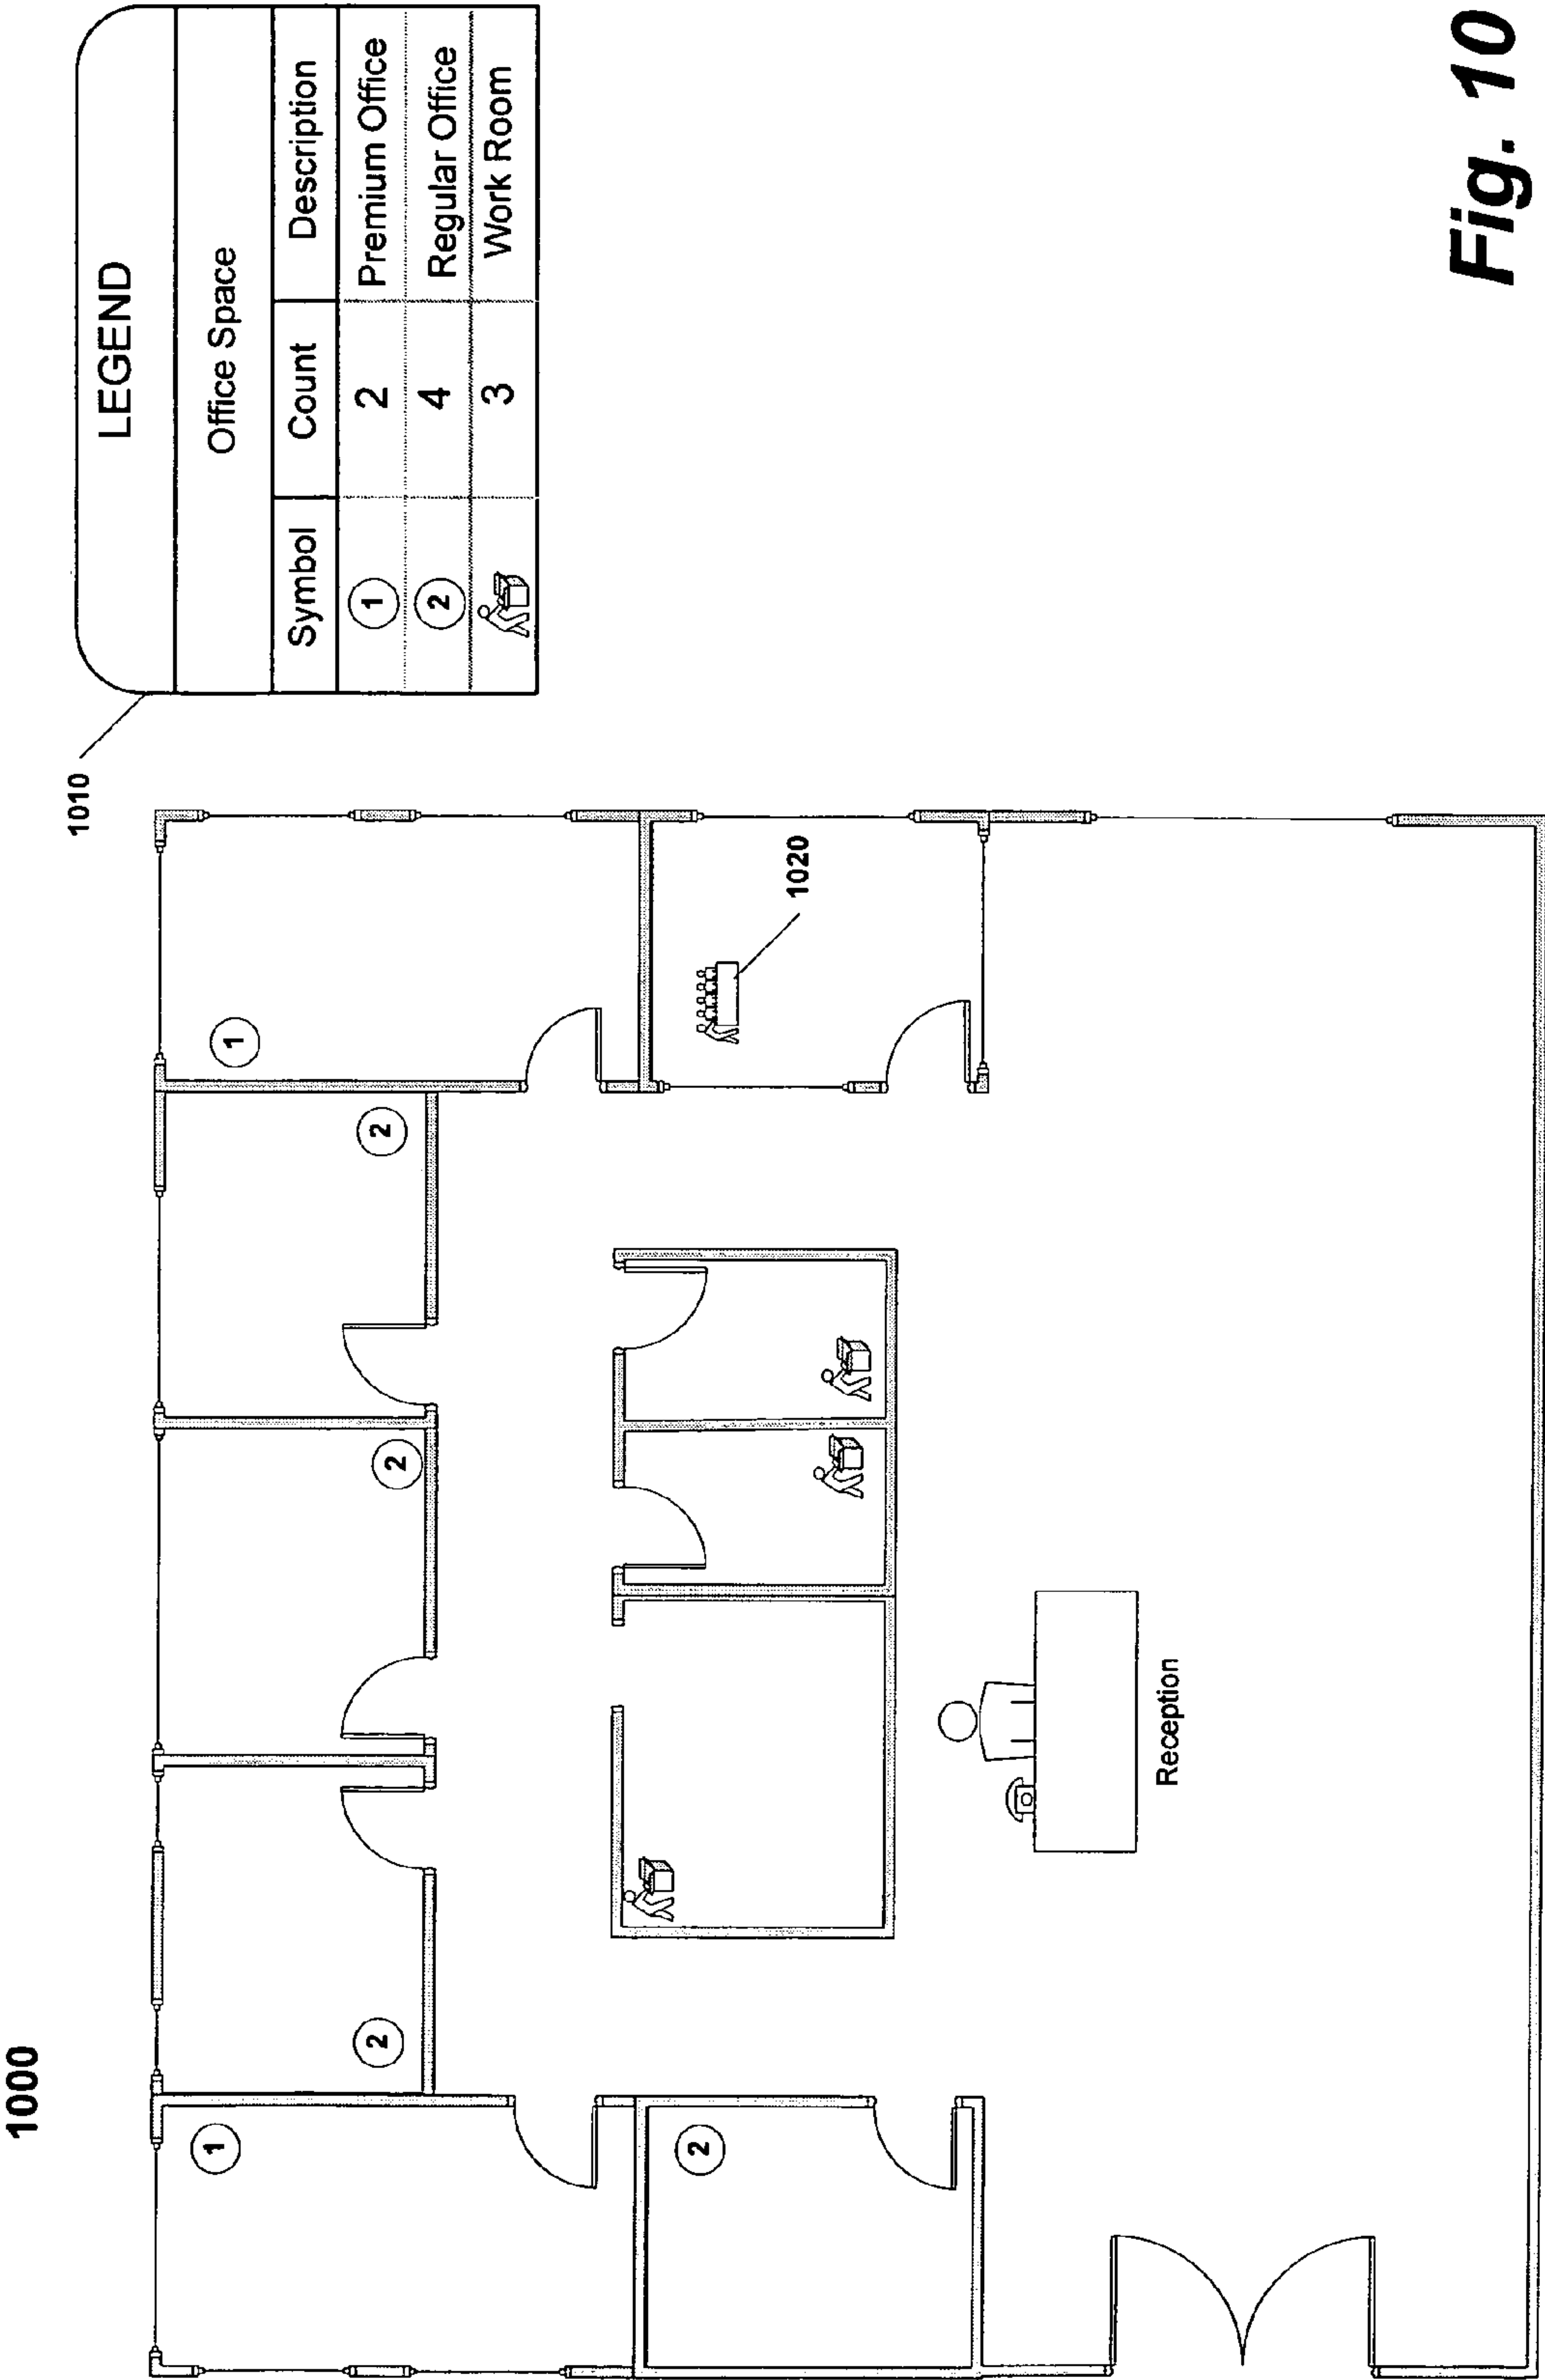 1000
1010
LEGEND
Office Space
Symbol Count Description
1 2 Premium Office
2 4 Regular Office
3 Work Room
1
2
2
2
1
2
1020
Reception
Fig. 10